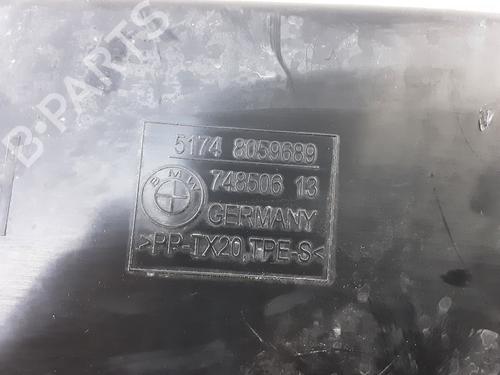 B-PARTS
5174 8059689
748506 13
BMW
GERMANY
>PP-TX20,TPE-S<